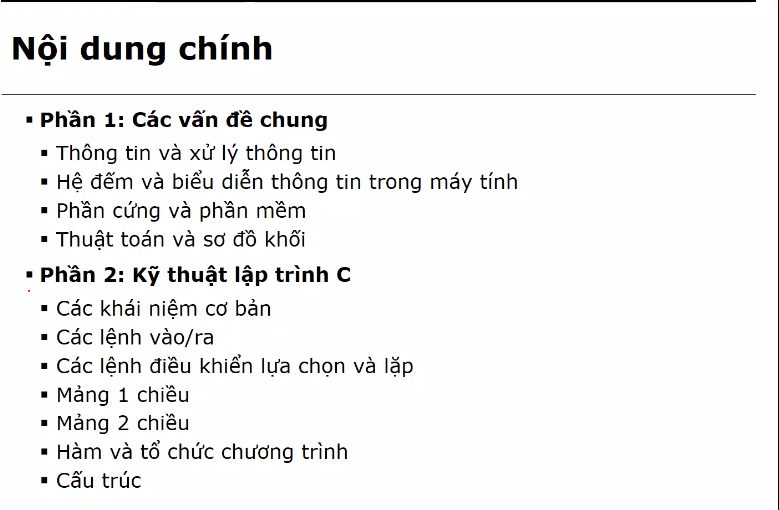 Nội dung chính
▪ Phần 1: Các vấn đề chung
▪ Thông tin và xử lý thông tin
▪ Hệ đếm và biểu diễn thông tin trong máy tính
▪ Phần cứng và phần mềm
▪ Thuật toán và sơ đồ khối
▪ Phần 2: Kỹ thuật lập trình C
▪ Các khái niệm cơ bản
▪ Các lệnh vào/ra
▪ Các lệnh điều khiển lựa chọn và lặp
▪ Mảng 1 chiều
▪ Mảng 2 chiều
▪ Hàm và tổ chức chương trình
▪ Cấu trúc